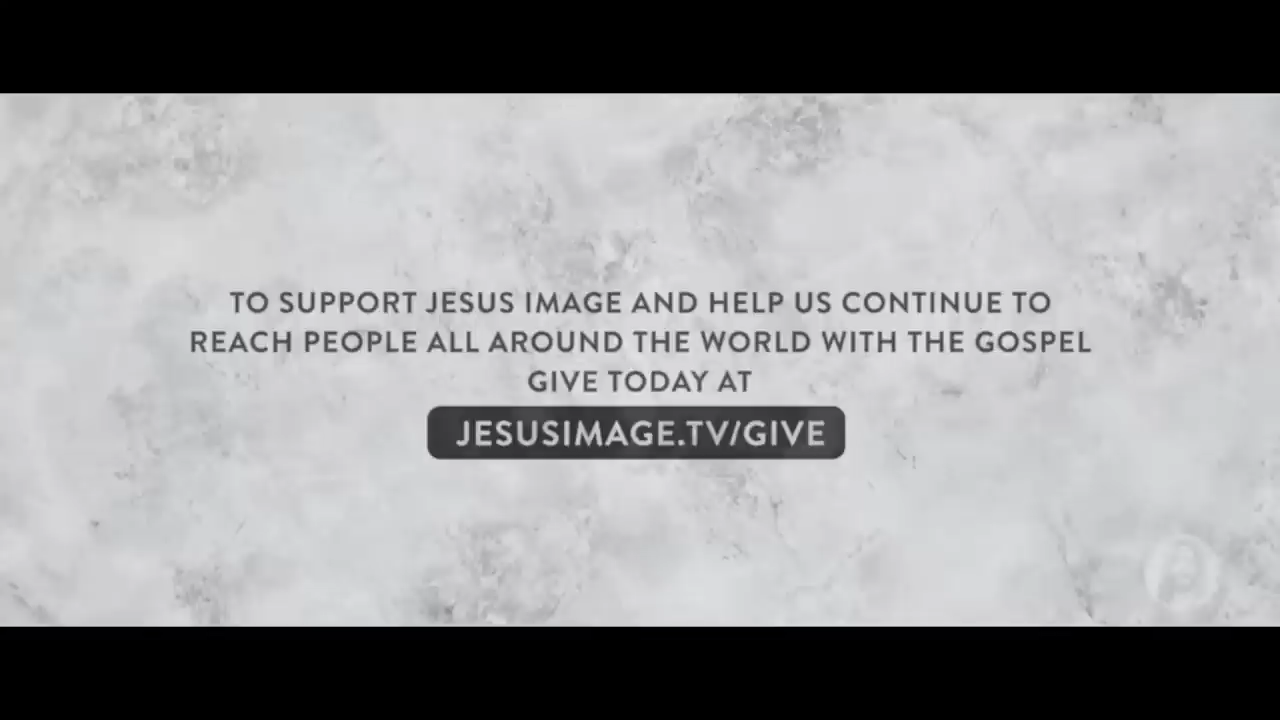 TO SUPPORT JESUS IMAGE AND HELP US CONTINUE TO
REACH PEOPLE ALL AROUND THE WORLD WITH THE GOSPEL
GIVE TODAY AT
JESUSIMAGE.TV/GIVE